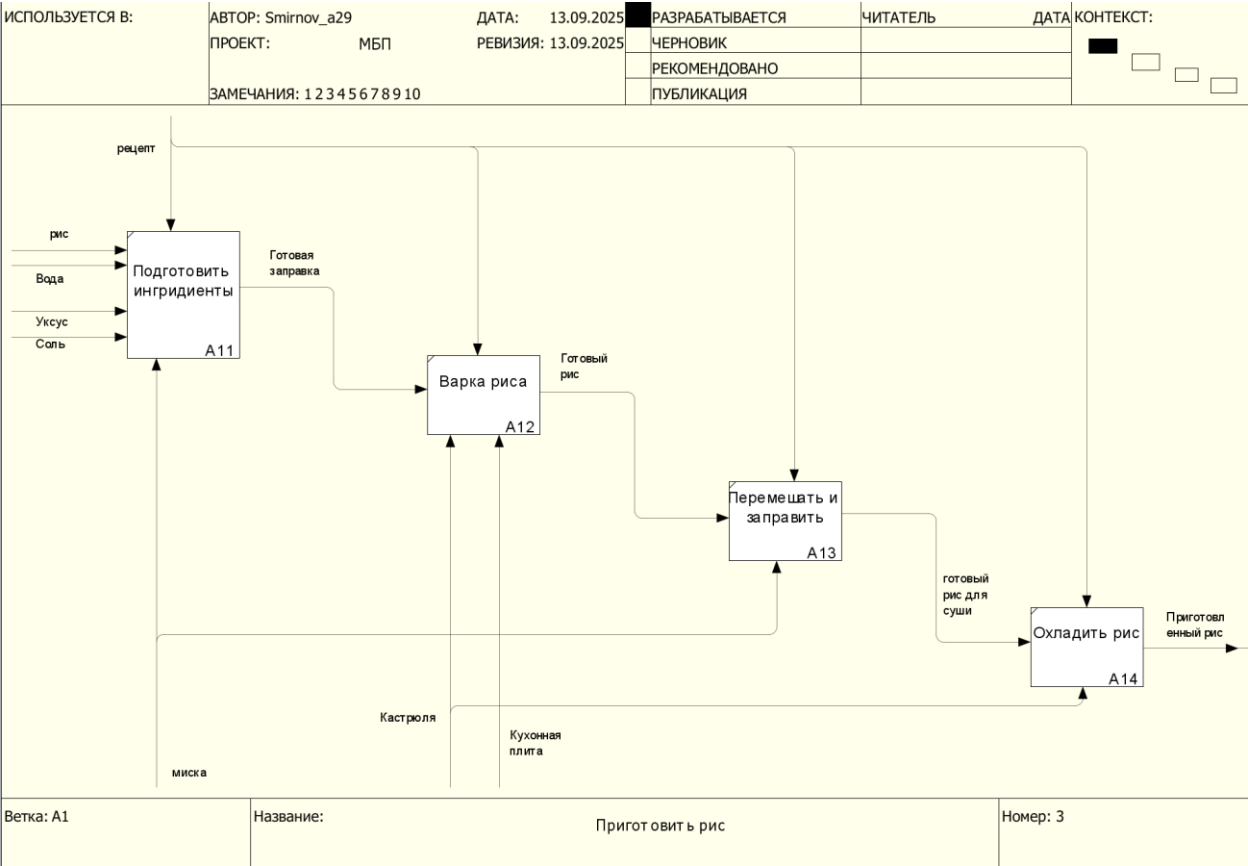 ИСПОЛЬЗУЕТСЯ В:
АВТОР: Smirnov_a29
ДАТА: 13.09.2025
РАЗРАБАТЫВАЕТСЯ
ЧИТАТЕЛЬ
ДАТА
КОНТЕКСТ:
ПРОЕКТ: МБП
РЕВИЗИЯ: 13.09.2025
ЧЕРНОВИК
РЕКОМЕНДОВАНО
ЗАМЕЧАНИЯ: 1 2 3 4 5 6 7 8 9 10
ПУБЛИКАЦИЯ
рецепт
рис
Вода
Уксус
Соль
Подготовить
ингридиенты
A11
Готовая
заправка
Варка риса
A12
Готовый
рис
Перемешать и
заправить
A13
готовый
рис для
суши
Охладить рис
A14
Приготовл
енный рис
Кастрюля
Кухонная
плита
миска
Ветка: A1
Название:
Приготовить рис
Номер: 3